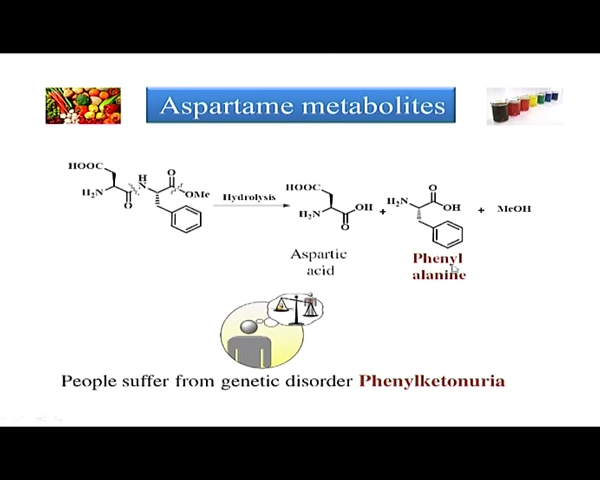 Aspartame metabolites
HOOC
H₂N
O
H
N
O
OMe
Hydrolysis
HOOC
H₂N
OH
O
+
H₂N
O
OH
+
MeOH
Aspartic
acid
Phenyl
alanine
People suffer from genetic disorder Phenylketonuria